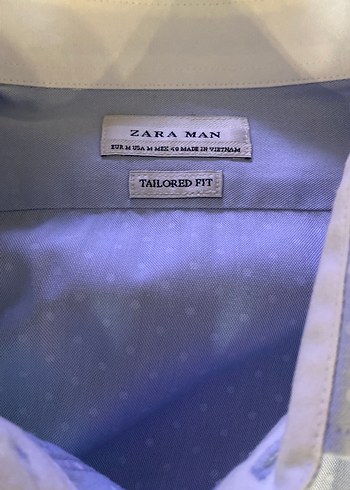 ZARA MAN
EUR M USA M MEX 40 MADE IN VIETNAM
TAILORED FIT